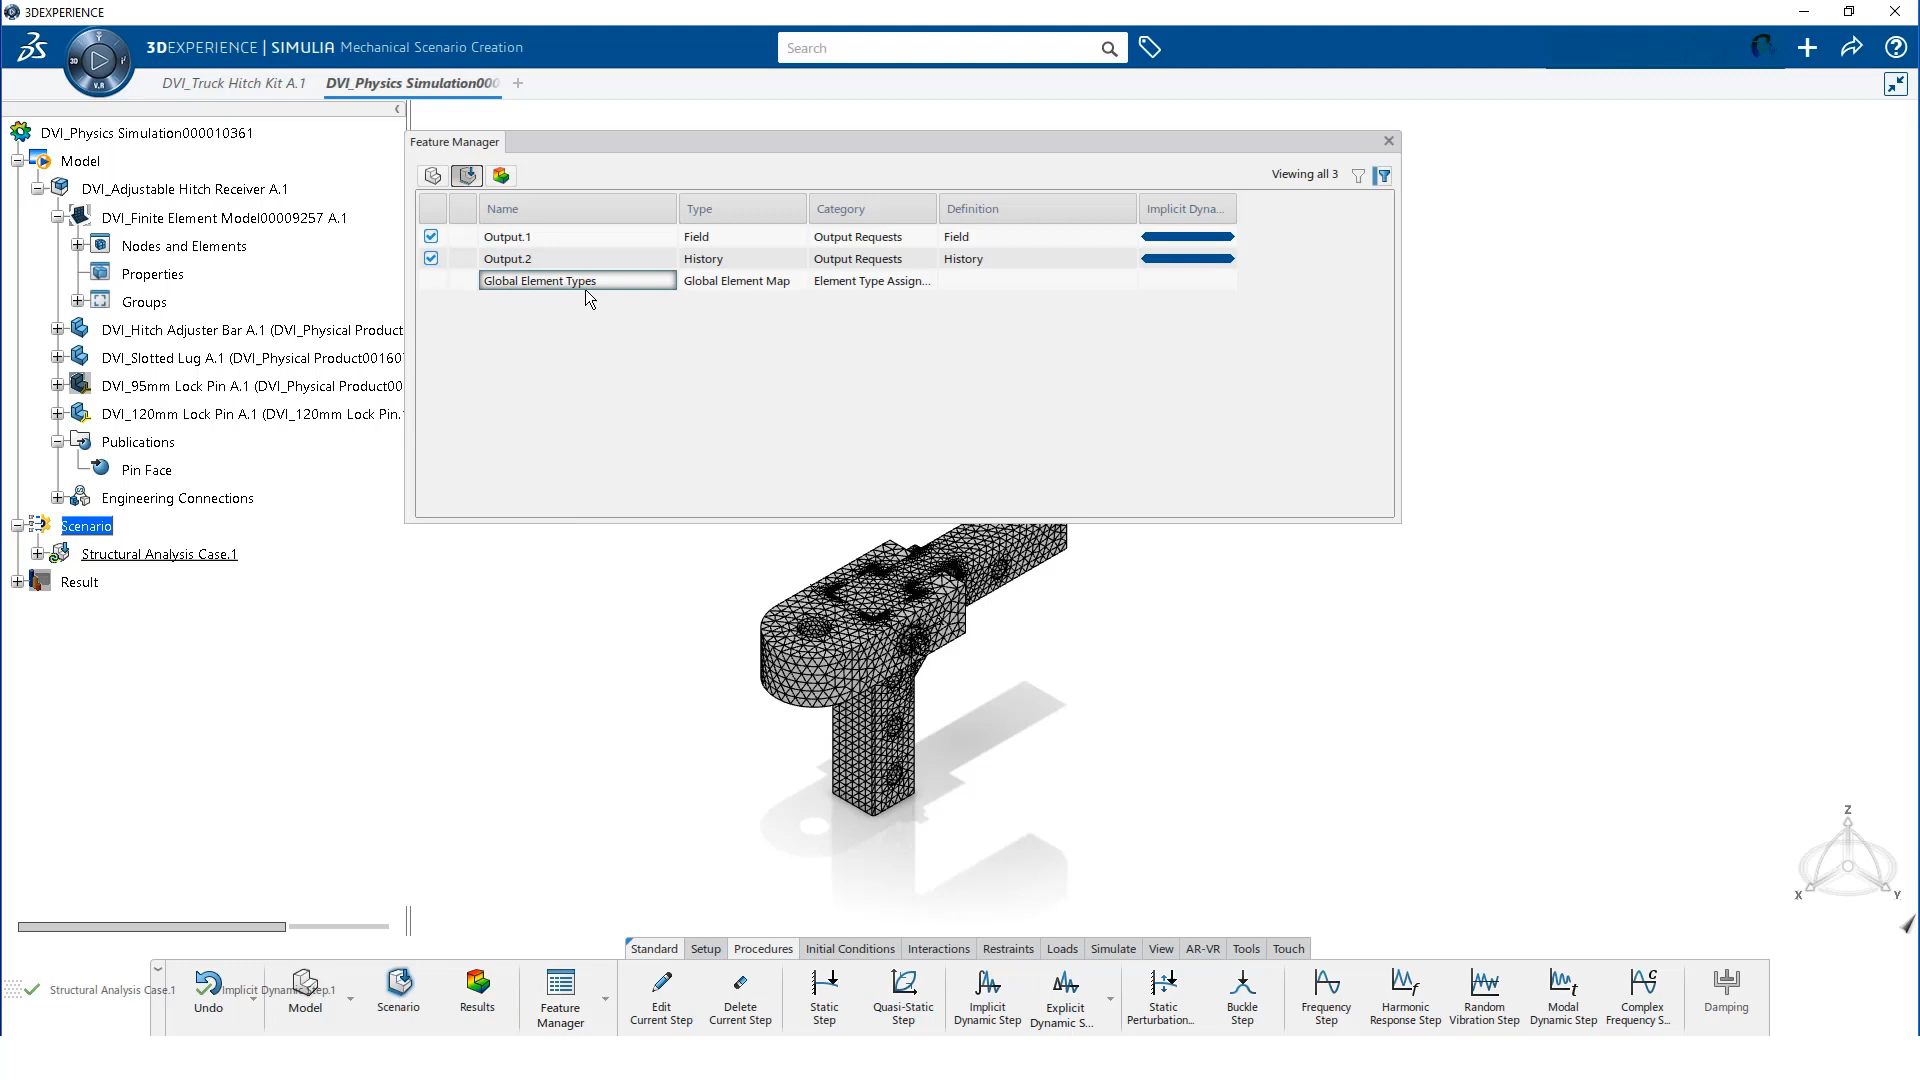 3DEXPERIENCE
3DEXPERIENCE | SIMULIA Mechanical Scenario Creation
Search
DVI_Truck Hitch Kit A.1
DVI_Physics Simulation000
DVI_Physics Simulation000010361
Model
DVI_Adjustable Hitch Receiver A.1
DVI_Finite Element Model00009257 A.1
Nodes and Elements
Properties
Groups
DVI_Hitch Adjuster Bar A.1 (DVI_Physical Product
DVI_Slotted Lug A.1 (DVI_Physical Product00160
DVI_95mm Lock Pin A.1 (DVI_Physical Product00
DVI_120mm Lock Pin A.1 (DVI_120mm Lock Pin.
Publications
Pin Face
Engineering Connections
Scenario
Structural Analysis Case.1
Result
Feature Manager
Viewing all 3
Name Type Category Definition Implicit Dyna...
Output.1 Field Output Requests Field
Output.2 History Output Requests History
Global Element Types Global Element Map Element Type Assign...
Z
X
Y
Standard Setup Procedures Initial Conditions Interactions Restraints Loads Simulate View AR-VR Tools Touch
Structural Analysis Case.1
Implicit Dynamic Step.1
Undo
Model
Scenario
Results
Feature
Manager
Edit
Current Step
Delete
Current Step
Static
Step
Quasi-Static
Step
Implicit
Dynamic Step
Explicit
Dynamic S...
Static
Perturbation...
Buckle
Step
Frequency
Step
Harmonic
Response Step
Random
Vibration Step
Modal
Dynamic Step
Complex
Frequency S...
Damping